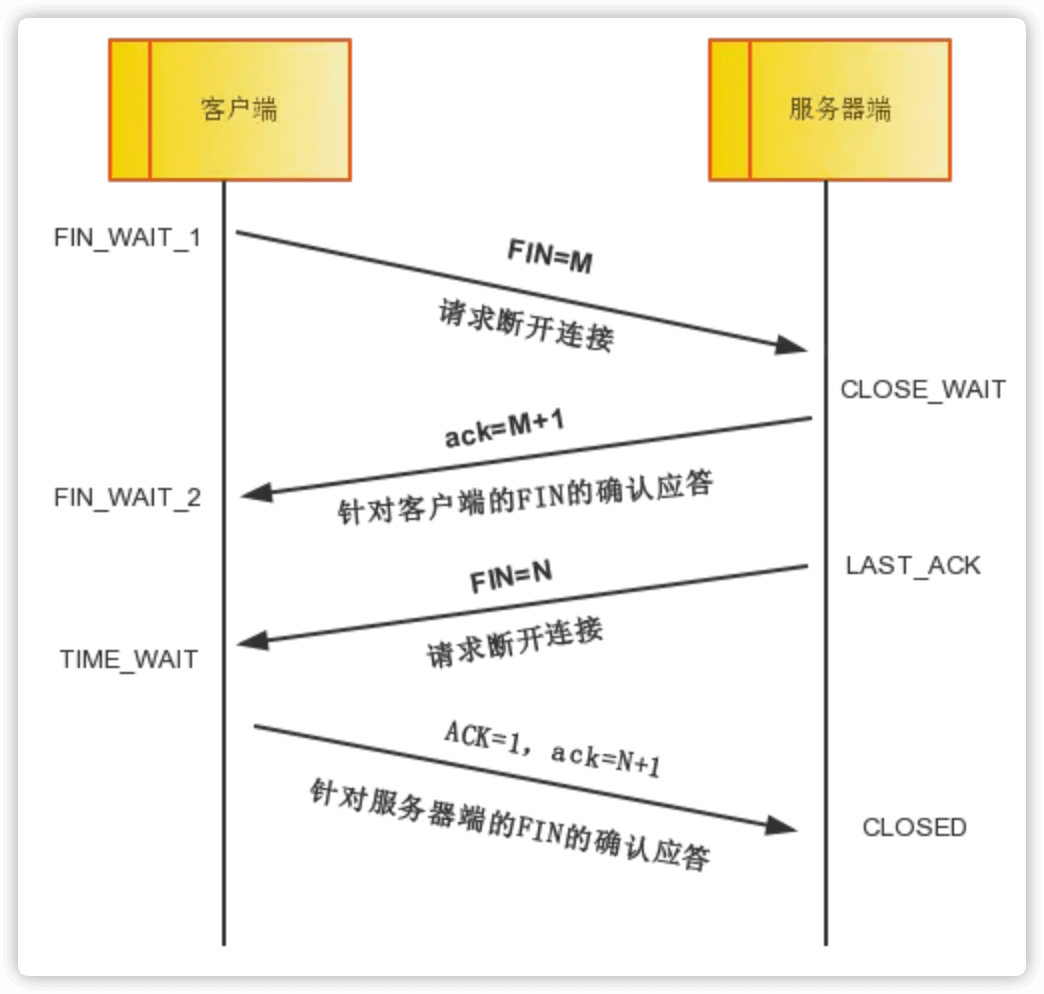 客户端
服务器端
FIN_WAIT_1
FIN=M
请求断开连接
CLOSE_WAIT
ack=M+1
FIN_WAIT_2
针对客户端的FIN的确认应答
FIN=N
LAST_ACK
请求断开连接
TIME_WAIT
ACK=1, ack=N+1
针对服务器端的FIN的确认应答
CLOSED